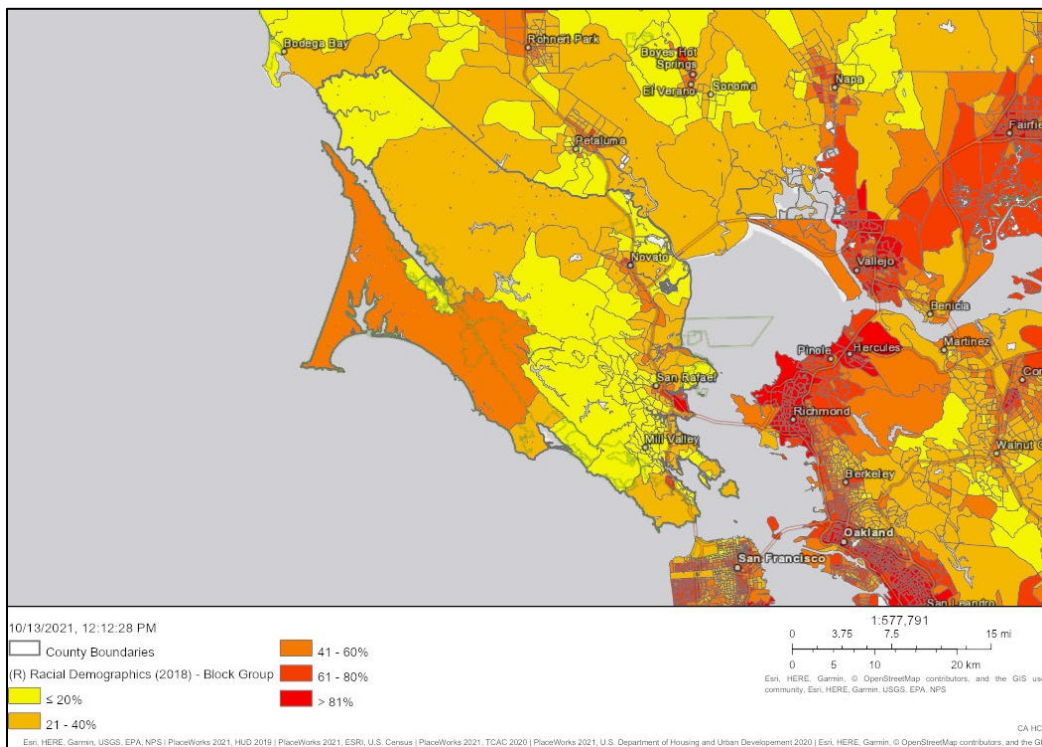 Bodega Bay
Rohnert Park
Boyes Hot
Springs
El Verano
Sonoma
Napa
Petaluma
Novato
Vallejo
Benicia
Pinole
Hercules
Martinez
San Rafael
Richmond
Mill Valley
Berkeley
Oakland
San Francisco
San Leandro
10/13/2021, 12:12:28 PM
County Boundaries
(R) Racial Demographics (2018) - Block Group
≤ 20%
21 - 40%
41 - 60%
61 - 80%
> 81%
1:577,791
0 3.75 7.5 15 mi
0 5 10 20 km
Esri, HERE, Garmin, © OpenStreetMap contributors, and the GIS use
community, Esri, HERE, Garmin, USGS, EPA, NPS
CA HC
Esri, HERE, Garmin, USGS, EPA, NPS | PlaceWorks 2021, HUD 2019 | PlaceWorks 2021, ESRI, U.S. Census | PlaceWorks 2021, TCAC 2020 | PlaceWorks 2021, U.S. Department of Housing and Urban Developement 2020 | Esri, HERE, Garmin, © OpenStreetMap contributors, and the GI